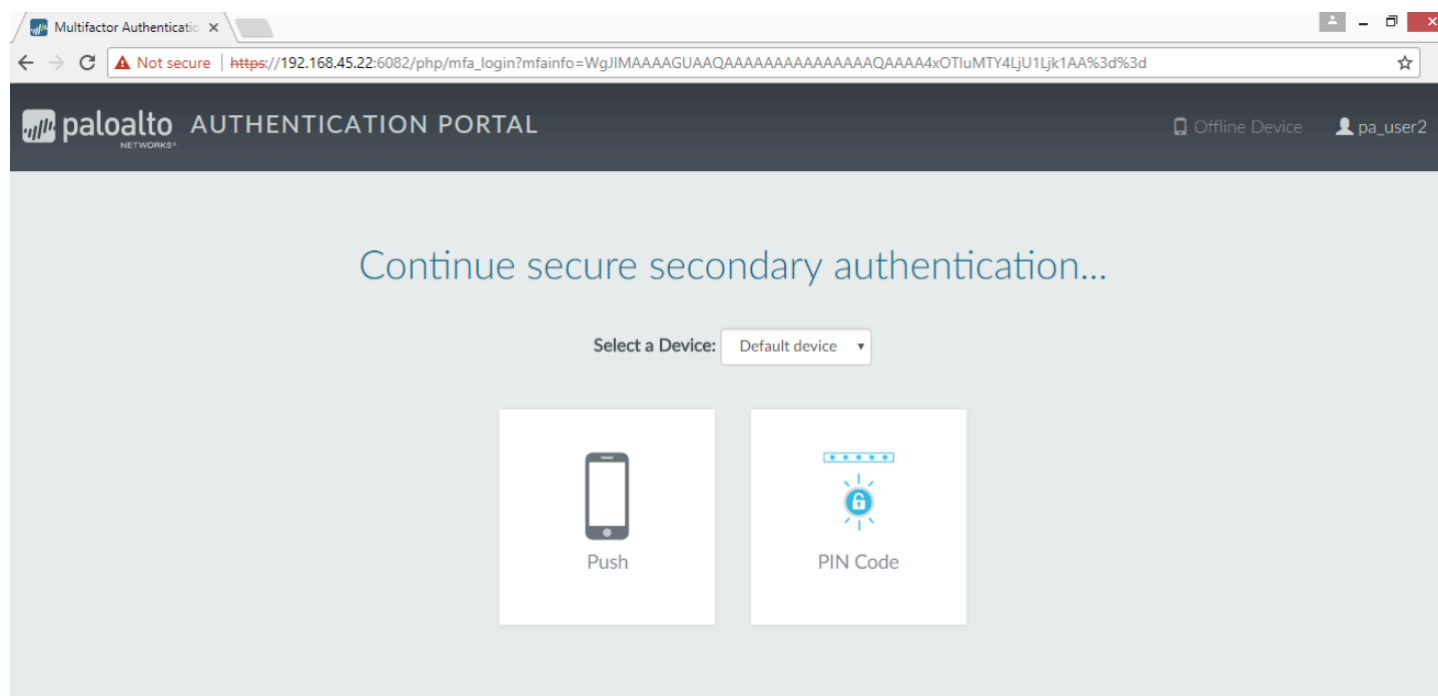 Multifactor Authenticatio
Not secure | https://192.168.45.22:6082/php/mfa_login?mfainfo=WgJIMAAAAGUAAQAAAAAAAAAAAAAAAQAAAA4xOTIuMTY4LjU1Ljk1AA%3d%3d
paloalto NETWORKS AUTHENTICATION PORTAL Offline Device pa_user2
Continue secure secondary authentication...
Select a Device: Default device
Push PIN Code